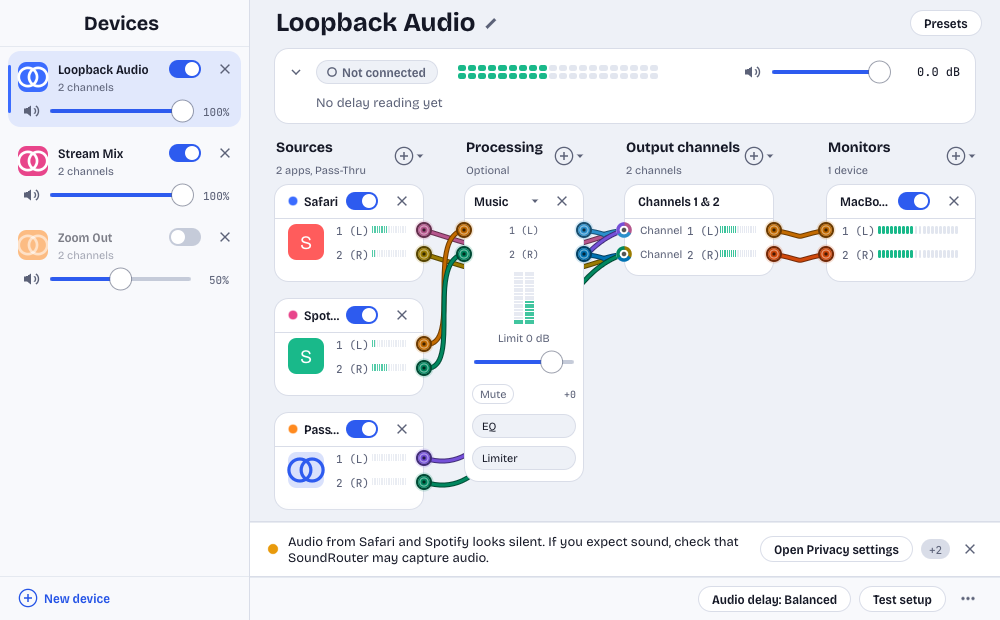 Devices
Loopback Audio
2 channels
100%
Stream Mix
2 channels
100%
Zoom Out
2 channels
50%
New device
Loopback Audio
Presets
Not connected
0.0 dB
No delay reading yet
Sources
2 apps, Pass-Thru
Safari
S
1 (L)
2 (R)
Spot...
S
1 (L)
2 (R)
Pass...
1 (L)
2 (R)
Processing
Optional
Music
1 (L)
2 (R)
Limit 0 dB
Mute
+0
EQ
Limiter
Output channels
2 channels
Channels 1 & 2
Channel 1 (L)
Channel 2 (R)
Monitors
1 device
MacBo...
1 (L)
2 (R)
Audio from Safari and Spotify looks silent. If you expect sound, check that
SoundRouter may capture audio.
Open Privacy settings
+2
Audio delay: Balanced
Test setup